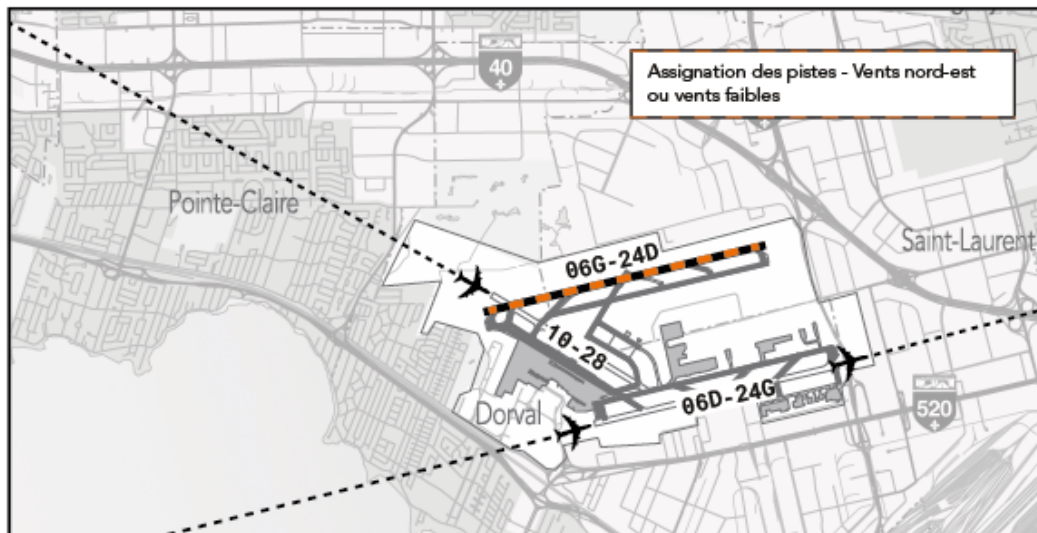 40
Assignation des pistes - Vents nord-est
ou vents faibles
Pointe-Claire
Saint-Laurent
06G-24D
10-28
06D-24G
Dorval
520